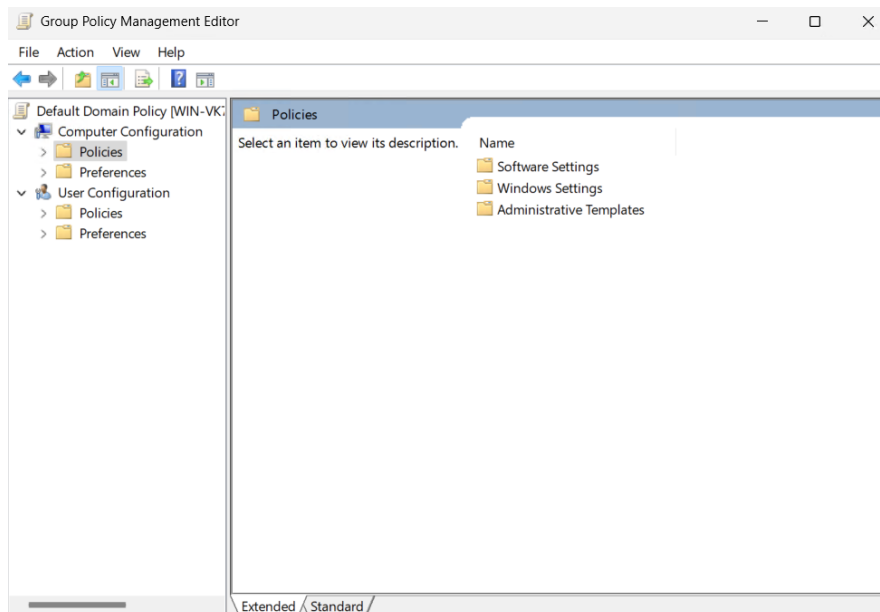 Group Policy Management Editor
File Action View Help
Default Domain Policy [WIN-VK7
Computer Configuration
Policies
Preferences
User Configuration
Policies
Preferences
Policies
Select an item to view its description.
Name
Software Settings
Windows Settings
Administrative Templates
Extended Standard